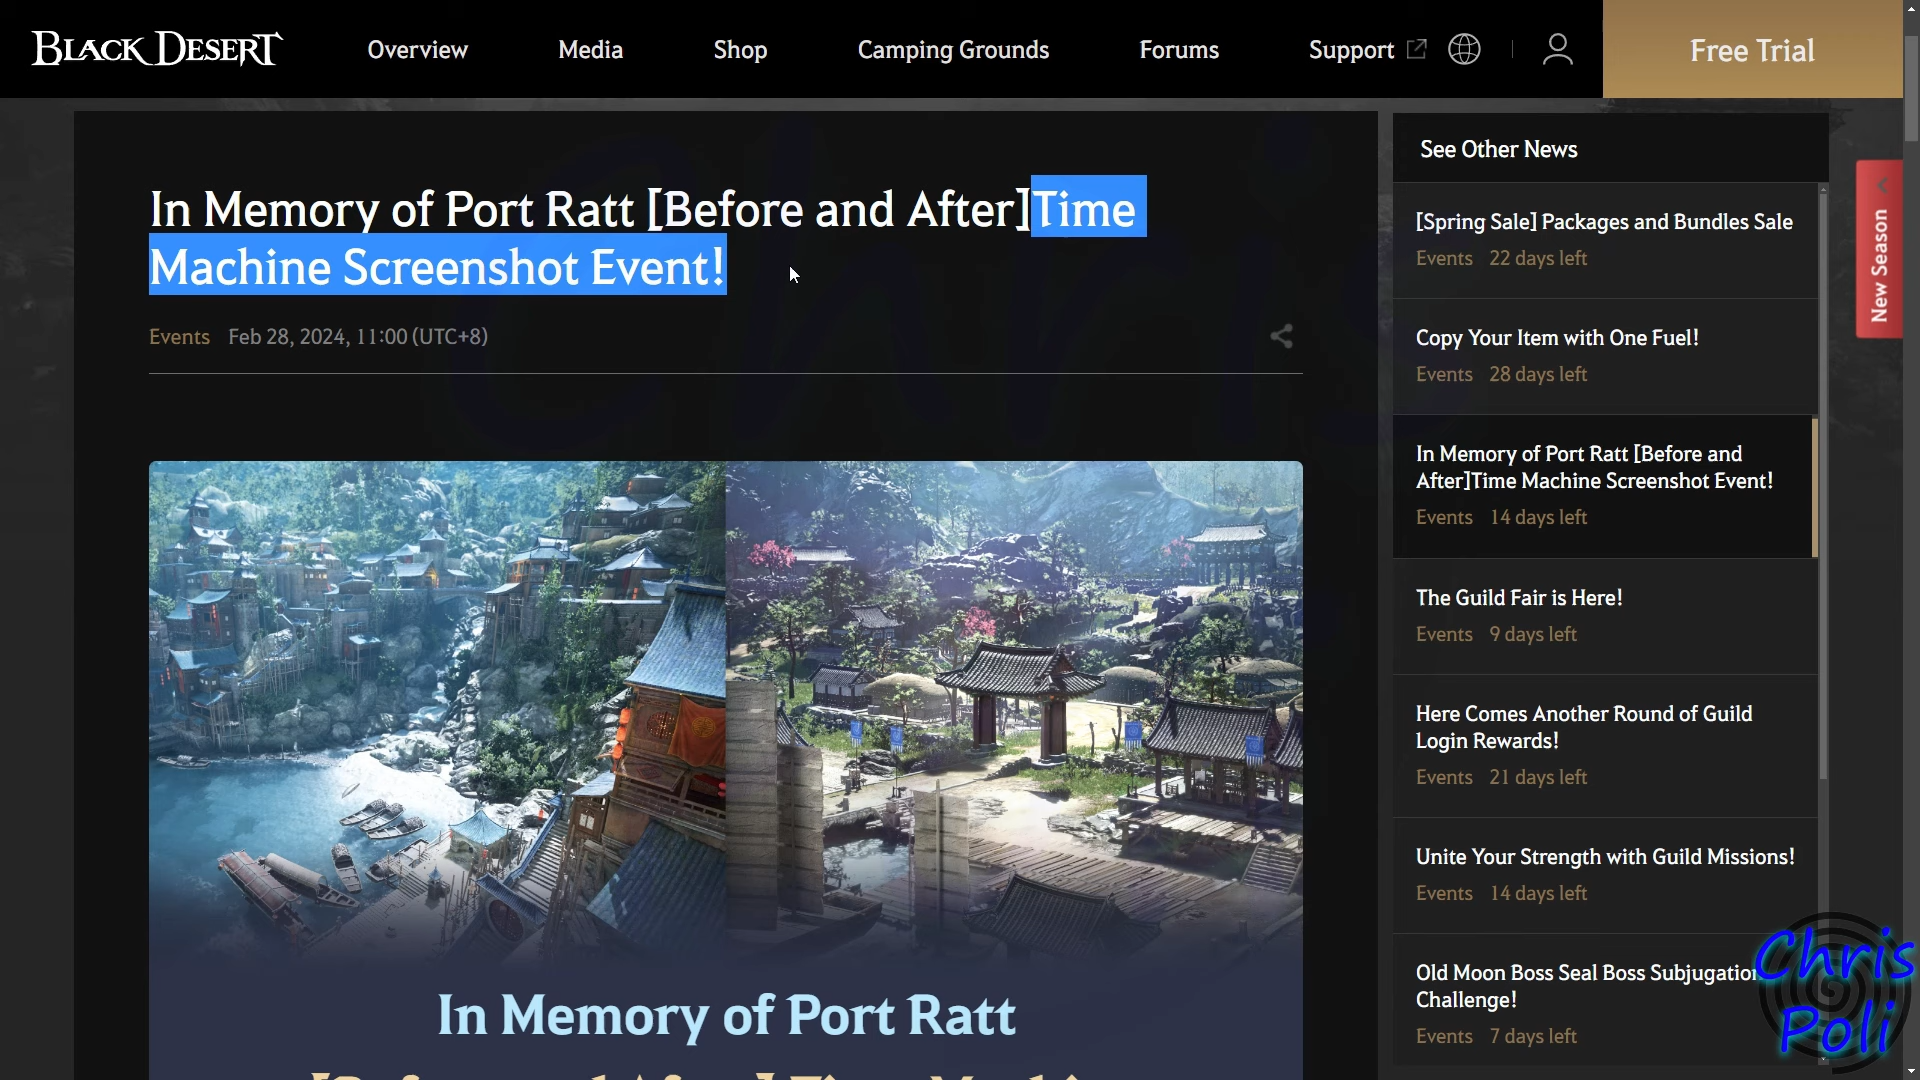 BLACK DESERT
Overview
Media
Shop
Camping Grounds
Forums
Support
Free Trial
In Memory of Port Ratt [Before and After]Time
Machine Screenshot Event!
Events Feb 28, 2024, 11:00 (UTC+8)
In Memory of Port Ratt
See Other News
[Spring Sale] Packages and Bundles Sale
Events 22 days left
Copy Your Item with One Fuel!
Events 28 days left
In Memory of Port Ratt [Before and
After]Time Machine Screenshot Event!
Events 14 days left
The Guild Fair is Here!
Events 9 days left
Here Comes Another Round of Guild
Login Rewards!
Events 21 days left
Unite Your Strength with Guild Missions!
Events 14 days left
Old Moon Boss Seal Boss Subjugation
Challenge!
Events 7 days left
New Season
Chris
Poli